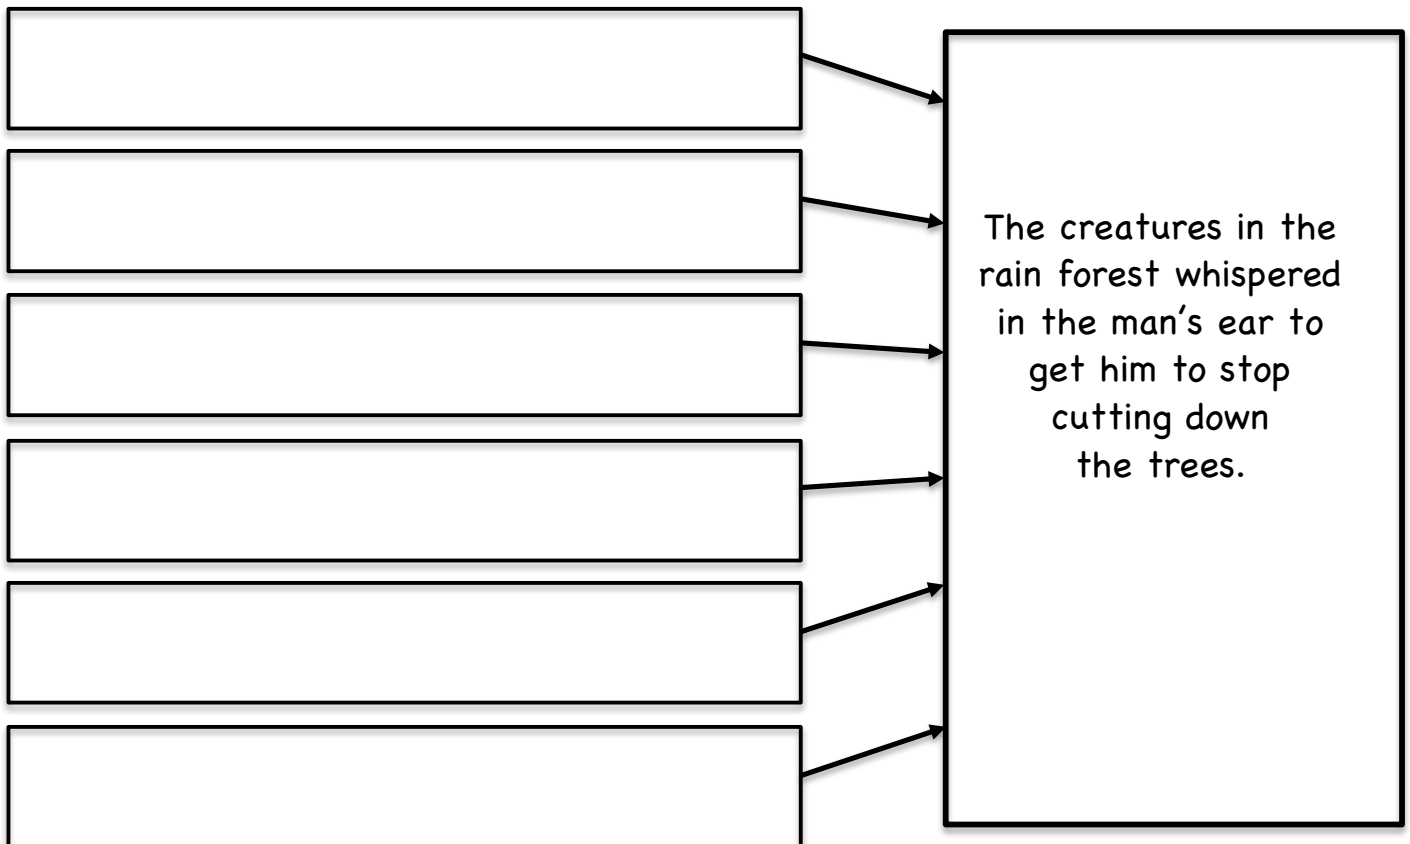 The creatures in the
rain forest whispered
in the man's ear to
get him to stop
cutting down
the trees.